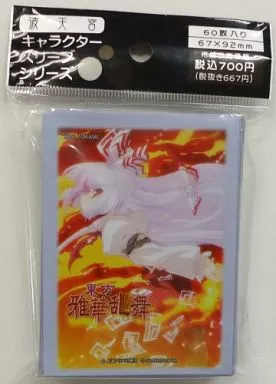 波天宮
キャラクター
スリーブ
シリーズ
60枚入り
67×92mm
税込700円
(税抜き667円)
東方
雅華乱舞